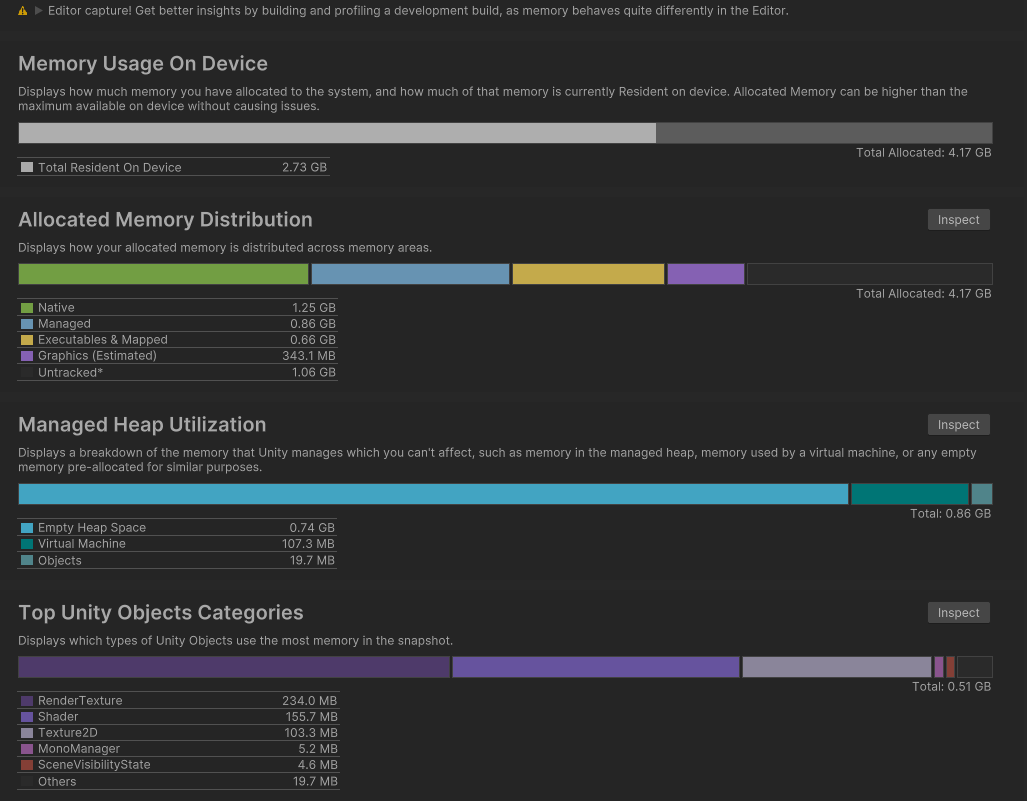 Editor capture! Get better insights by building and profiling a development build, as memory behaves quite differently in the Editor.
Memory Usage On Device
Displays how much memory you have allocated to the system, and how much of that memory is currently Resident on device. Allocated Memory can be higher than the
maximum available on device without causing issues.
Total Allocated: 4.17 GB
Total Resident On Device 2.73 GB
Allocated Memory Distribution Inspect
Displays how your allocated memory is distributed across memory areas.
Total Allocated: 4.17 GB
Native 1.25 GB
Managed 0.86 GB
Executables & Mapped 0.66 GB
Graphics (Estimated) 343.1 MB
Untracked* 1.06 GB
Managed Heap Utilization Inspect
Displays a breakdown of the memory that Unity manages which you can't affect, such as memory in the managed heap, memory used by a virtual machine, or any empty
memory pre-allocated for similar purposes.
Total: 0.86 GB
Empty Heap Space 0.74 GB
Virtual Machine 107.3 MB
Objects 19.7 MB
Top Unity Objects Categories Inspect
Displays which types of Unity Objects use the most memory in the snapshot.
Total: 0.51 GB
RenderTexture 234.0 MB
Shader 155.7 MB
Texture2D 103.3 MB
MonoManager 5.2 MB
SceneVisibilityState 4.6 MB
Others 19.7 MB